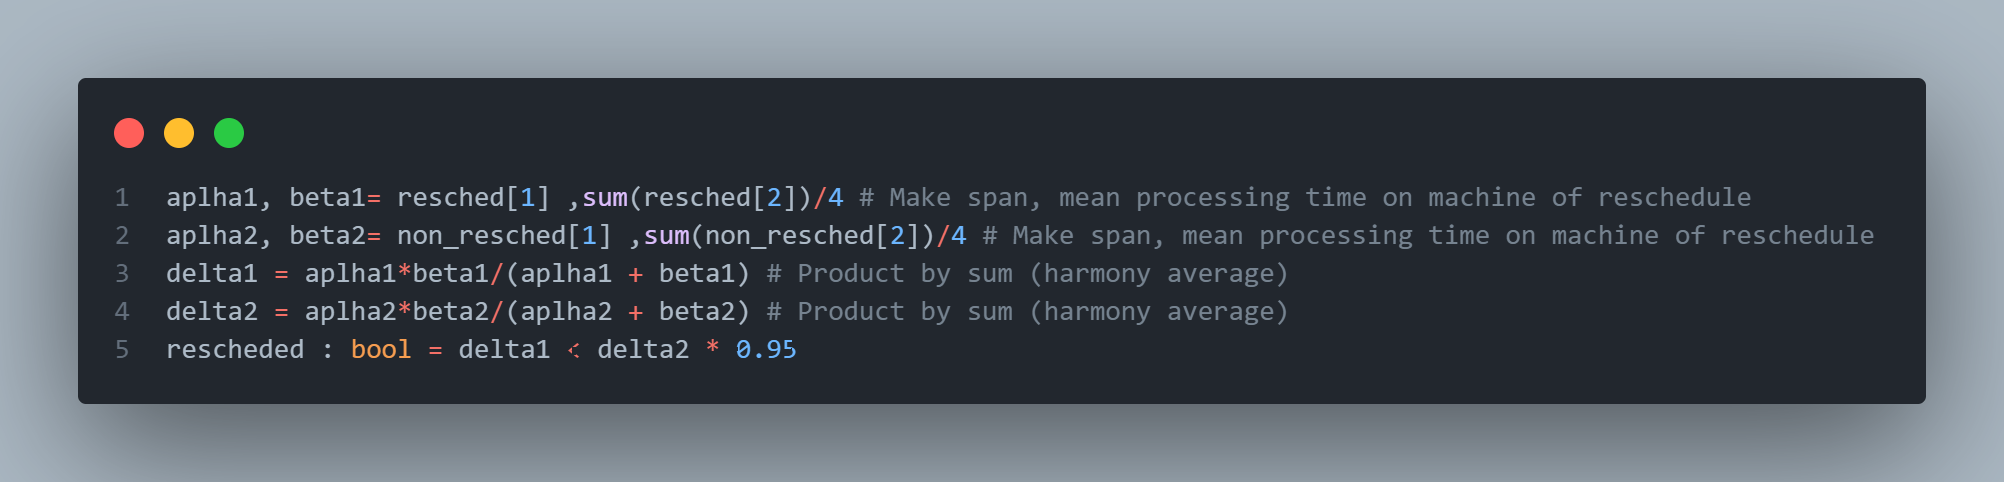 1 aplha1, beta1= resched[1] ,sum(resched[2])/4 # Make span, mean processing time on machine of reschedule
2 aplha2, beta2= non_resched[1] ,sum(non_resched[2])/4 # Make span, mean processing time on machine of reschedule
3 delta1 = aplha1*beta1/(aplha1 + beta1) # Product by sum (harmony average)
4 delta2 = aplha2*beta2/(aplha2 + beta2) # Product by sum (harmony average)
5 rescheded : bool = delta1 < delta2 * 0.95